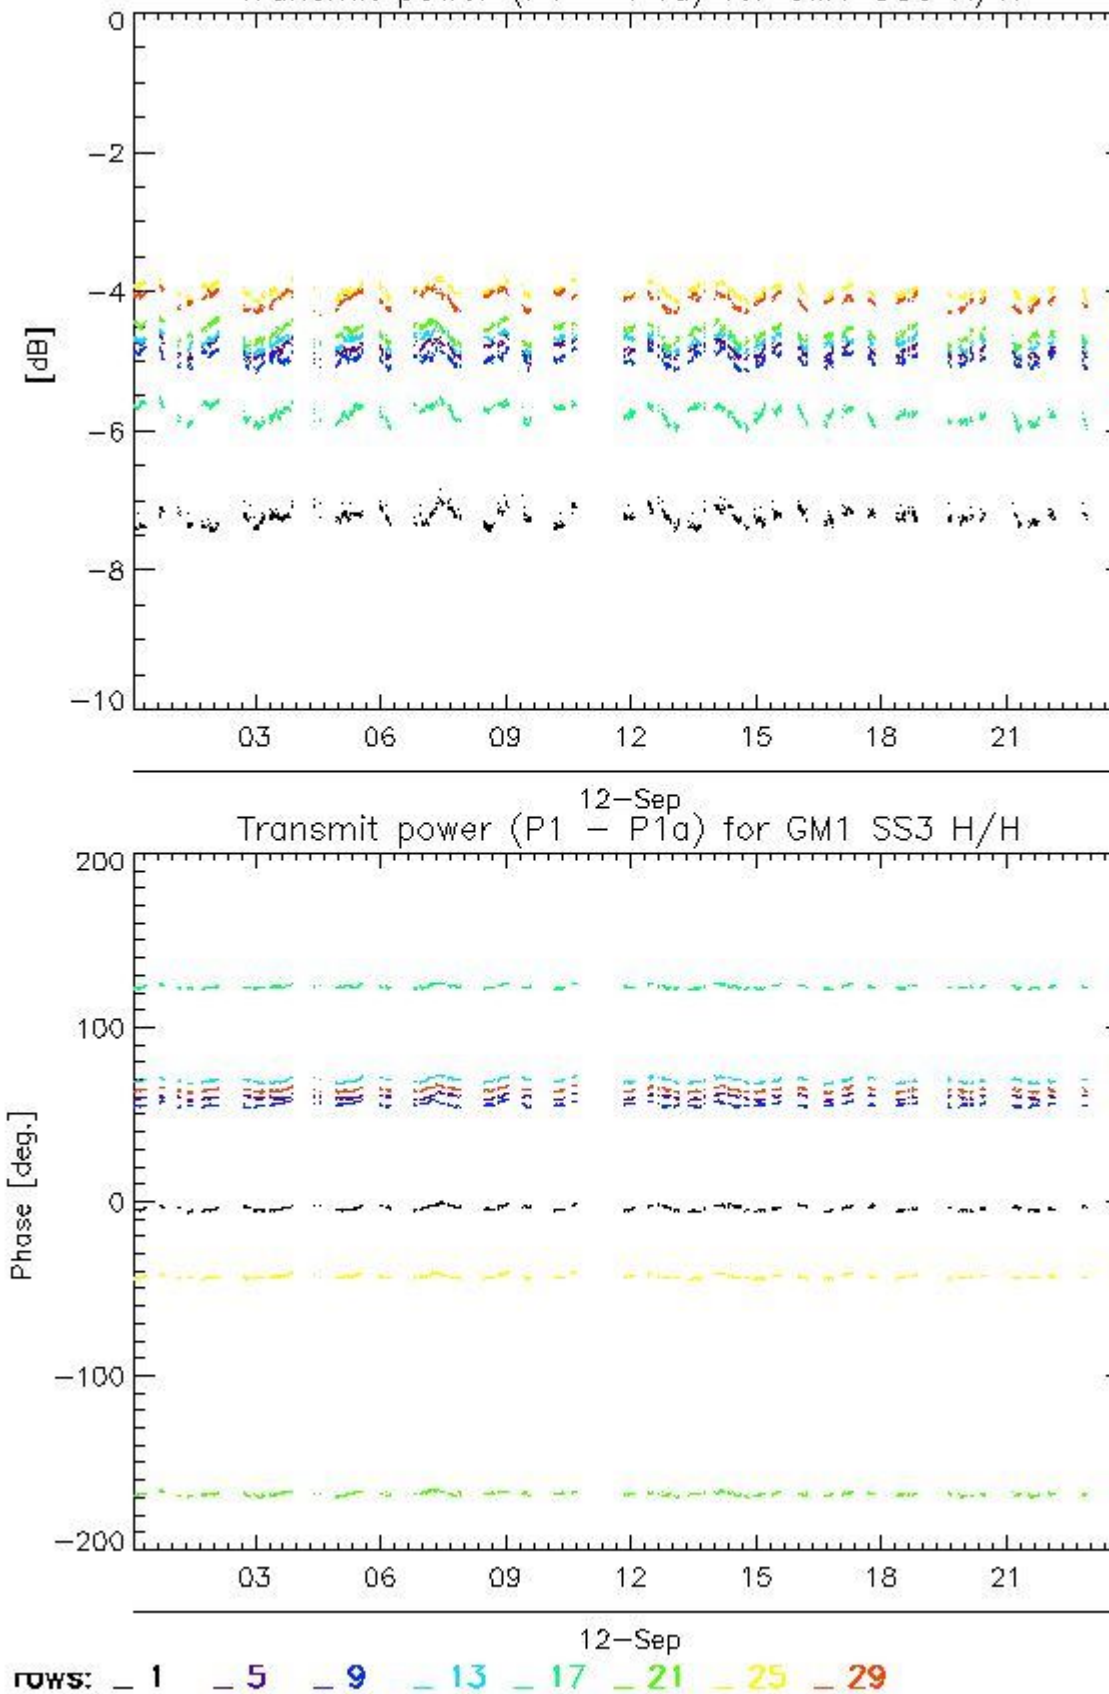 0
−2
−4
[dB]
−6
−8
−10
03 06 09 12 15 18 21
12−Sep
Transmit power (P1 − P1a) for GM1 SS3 H/H
200
100
0
Phase [deg.]
−100
−200
03 06 09 12 15 18 21
12−Sep
rows: _ 1 _ 5 _ 9 _ 13 _ 17 _ 21 _ 25 _ 29